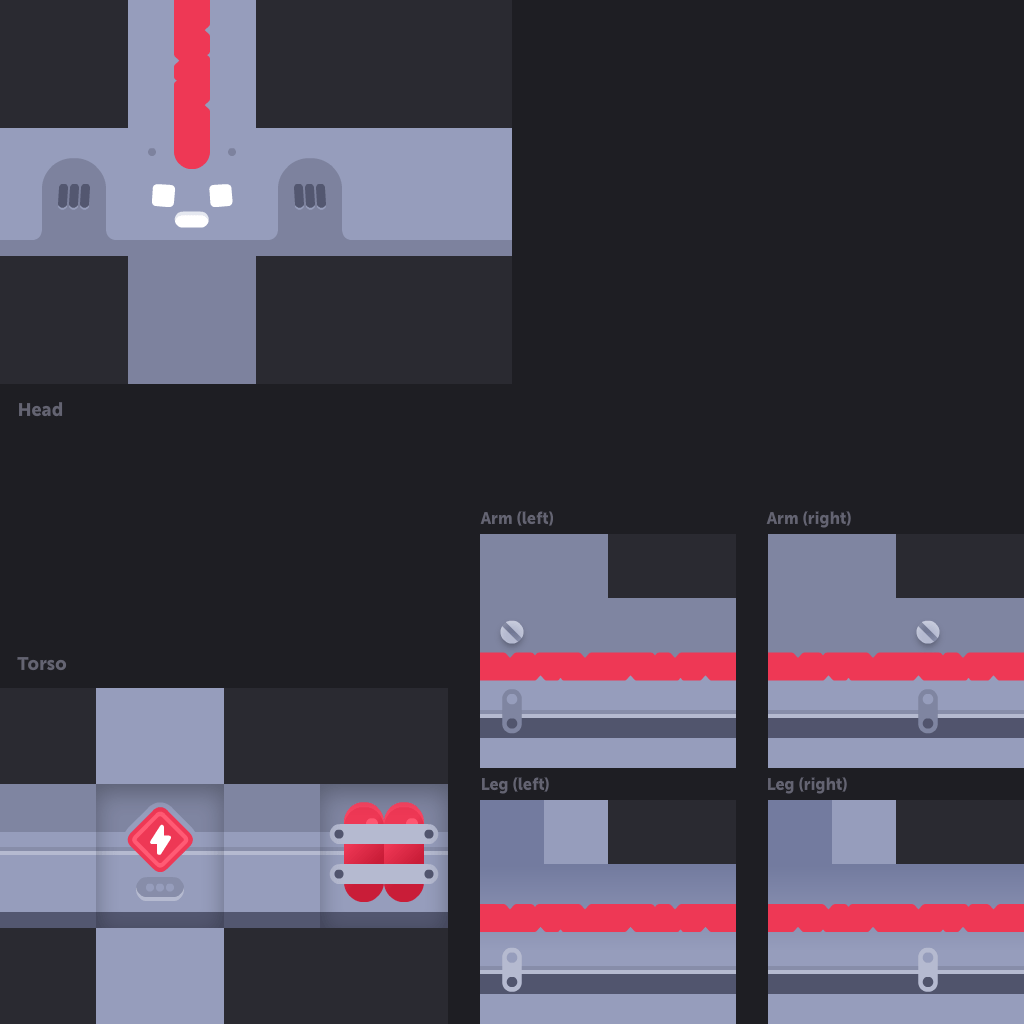 Head
Arm (left)
Arm (right)
Torso
Leg (left)
Leg (right)